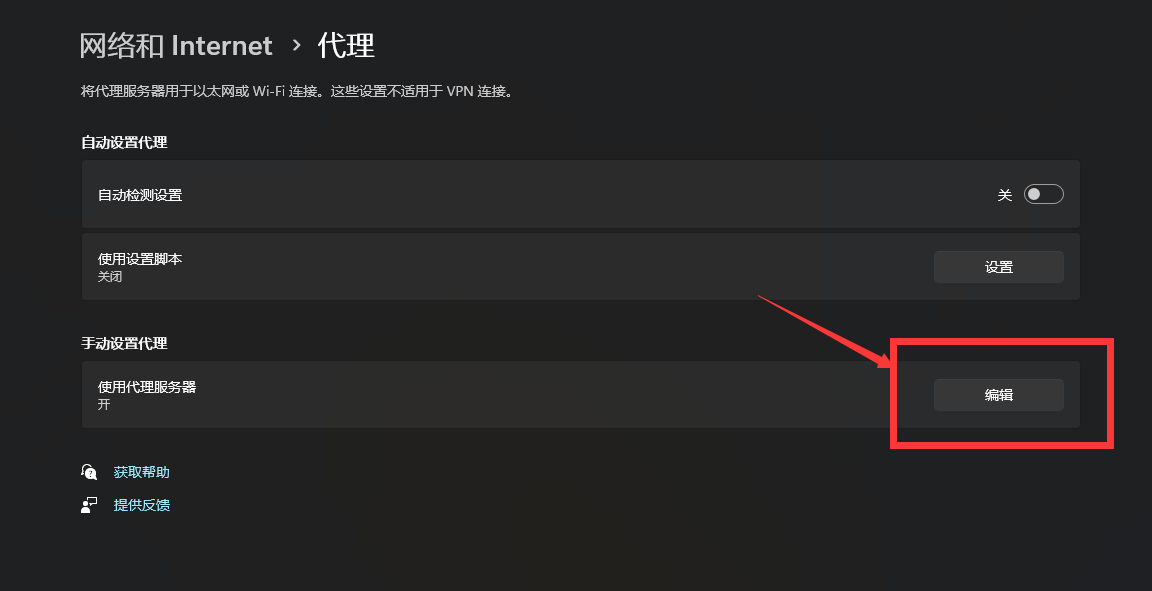 网络和 Internet › 代理
将代理服务器用于以太网或 Wi-Fi 连接。这些设置不适用于 VPN 连接。
自动设置代理
自动检测设置
关
使用设置脚本
关闭
设置
手动设置代理
使用代理服务器
开
编辑
获取帮助
提供反馈